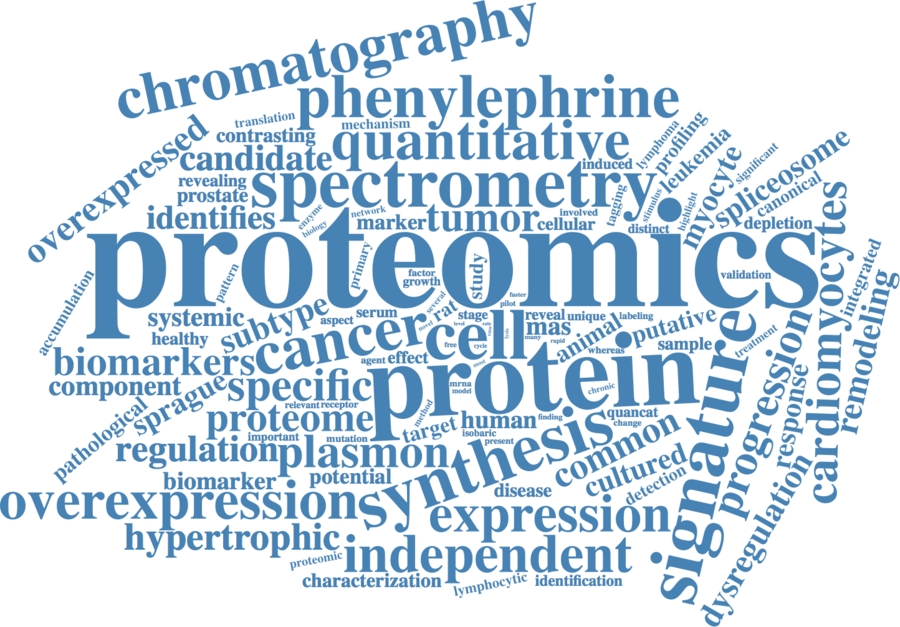 chromatography
phenylephrine
translation
mechanism
contrasting
quantitative
overexpressed
candidate
induced
lymphoma
profiling
leukemia
significant
revealing
spectrometry
prostate
tagging
stimulus
highlight
myocyte
spliceosome
canonical
identifies
enzyme
biology
network
marker
tumor
involved
cellular
distinct
depletion
proteomics
cardiomyocytes
integrated
remodeling
accumulation
pattern
primary
factor
growth
study
faster
pilot
validation
systemic
healthy
subtype
aspect
serum
several
novel
rat
stage
level
reveal
unique
labeling
mas
many
rapid
animal
whereas
putative
sample
treatment
biomarkers
cancer
cell
free
cycle
agent
effect
component
sprague
specific
protein
mrna
model
chronic
signature
progression
response
pathological
proteome
relevant
receptor
method
target
human
finding
quancat
change
isobaric
present
important
mutation
regulation
plasmon
synthesis
common
cultured
detection
biomarker
potential
disease
dysregulation
overexpression
expression
hypertrophic
independent
proteomic
characterization
lymphocytic
identification